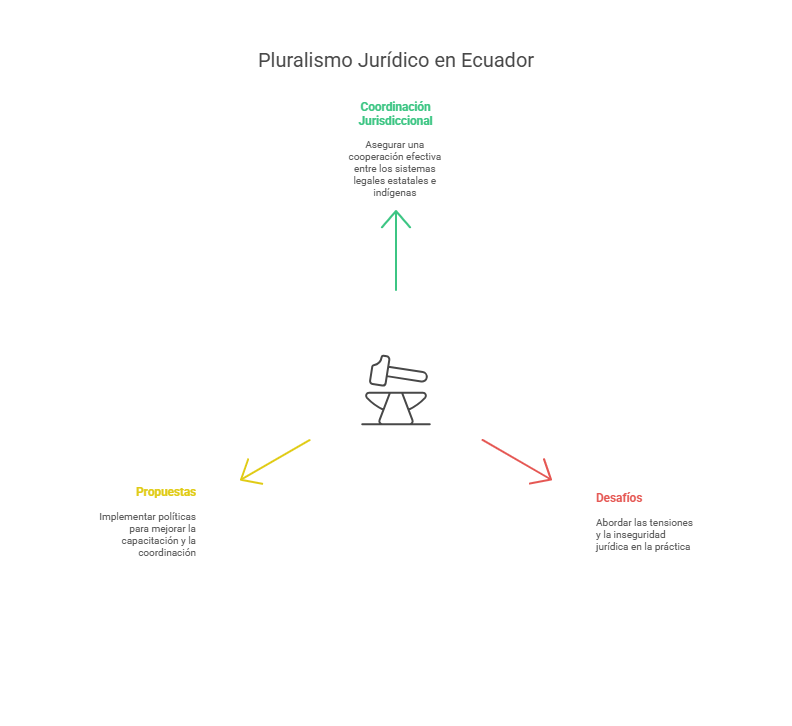 Pluralismo Jurídico en Ecuador
Coordinación
Jurisdiccional
Asegurar una
cooperación efectiva
entre los sistemas
legales estatales e
indígenas
Propuestas
Implementar políticas
para mejorar la
capacitación y la
coordinación
Desafíos
Abordar las tensiones
y la inseguridad
jurídica en la práctica